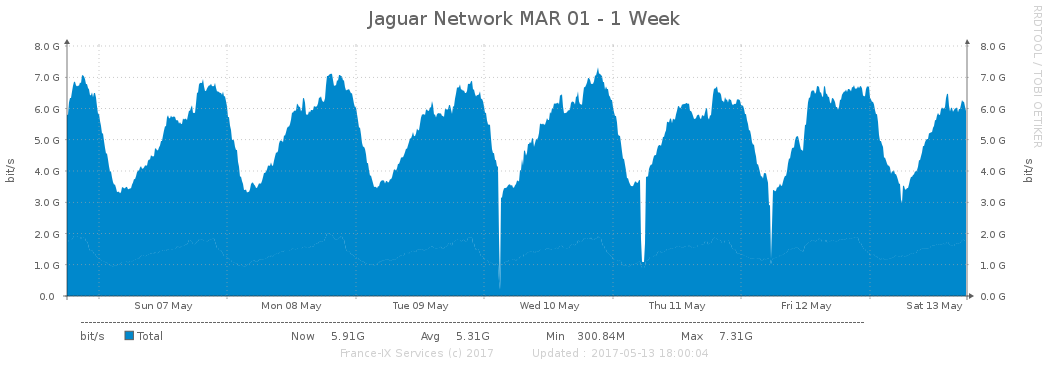 Jaguar Network MAR 01 - 1 Week
RRDTOOL / TOBI OETIKER
bit/s
8.0 G 8.0 G
7.0 G 7.0 G
6.0 G 6.0 G
5.0 G 5.0 G
4.0 G 4.0 G
3.0 G 3.0 G
2.0 G 2.0 G
1.0 G 1.0 G
0.0 0.0 G
bit/s
Sun 07 May Mon 08 May Tue 09 May Wed 10 May Thu 11 May Fri 12 May Sat 13 May
bit/s Total Now 5.91G Avg 5.31G Min 300.84M Max 7.31G
France-IX Services (c) 2017 Updated : 2017-05-13 18:00:04